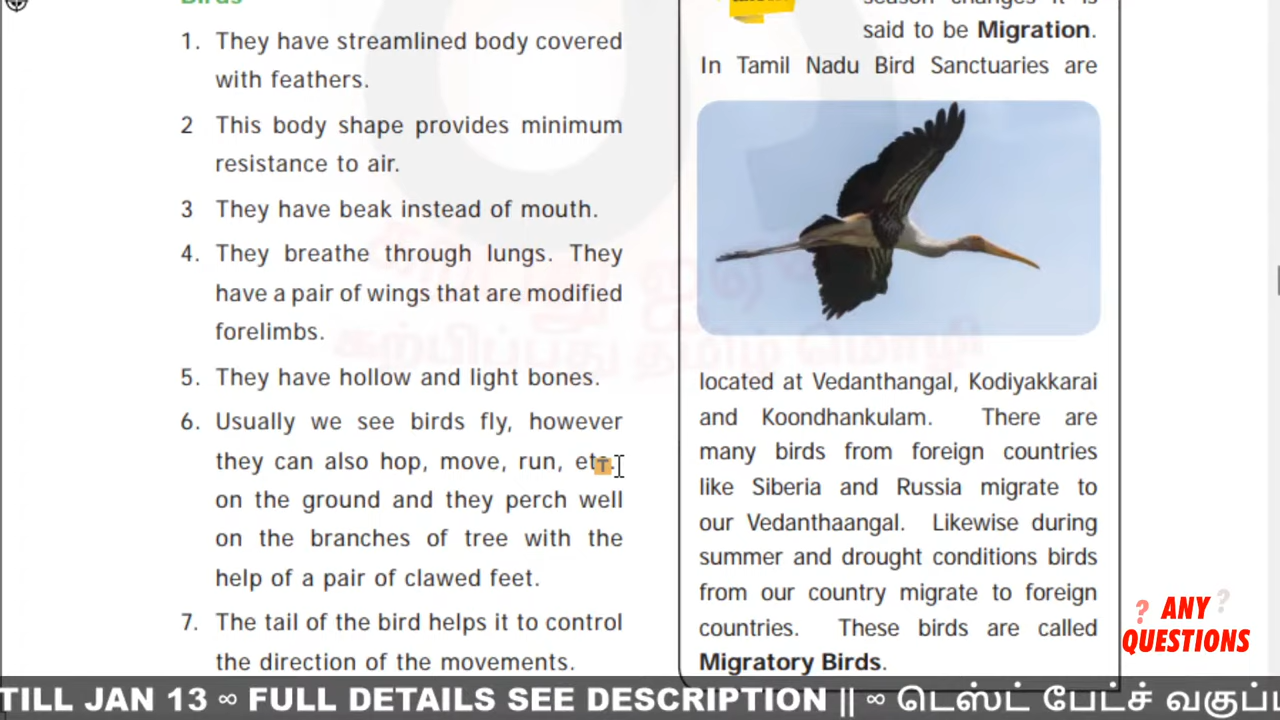 Birds
1. They have streamlined body covered
with feathers.
2 This body shape provides minimum
resistance to air.
3 They have beak instead of mouth.
4. They breathe through lungs. They
have a pair of wings that are modified
forelimbs.
5. They have hollow and light bones.
6. Usually we see birds fly, however
they can also hop, move, run, etc.
on the ground and they perch well
on the branches of tree with the
help of a pair of clawed feet.
7. The tail of the bird helps it to control
the direction of the movements.
season changes it is
said to be Migration.
In Tamil Nadu Bird Sanctuaries are
located at Vedanthangal, Kodiyakkarai
and Koondhankulam. There are
many birds from foreign countries
like Siberia and Russia migrate to
our Vedanthaangal. Likewise during
summer and drought conditions birds
from our country migrate to foreign
countries. These birds are called
Migratory Birds.
கற்பிப்பது தமிழ் மொழி
? ANY ?
QUESTIONS
TILL JAN 13 ∞ FULL DETAILS SEE DESCRIPTION || ∞ டெஸ்ட் பேட்ச் வகுப்